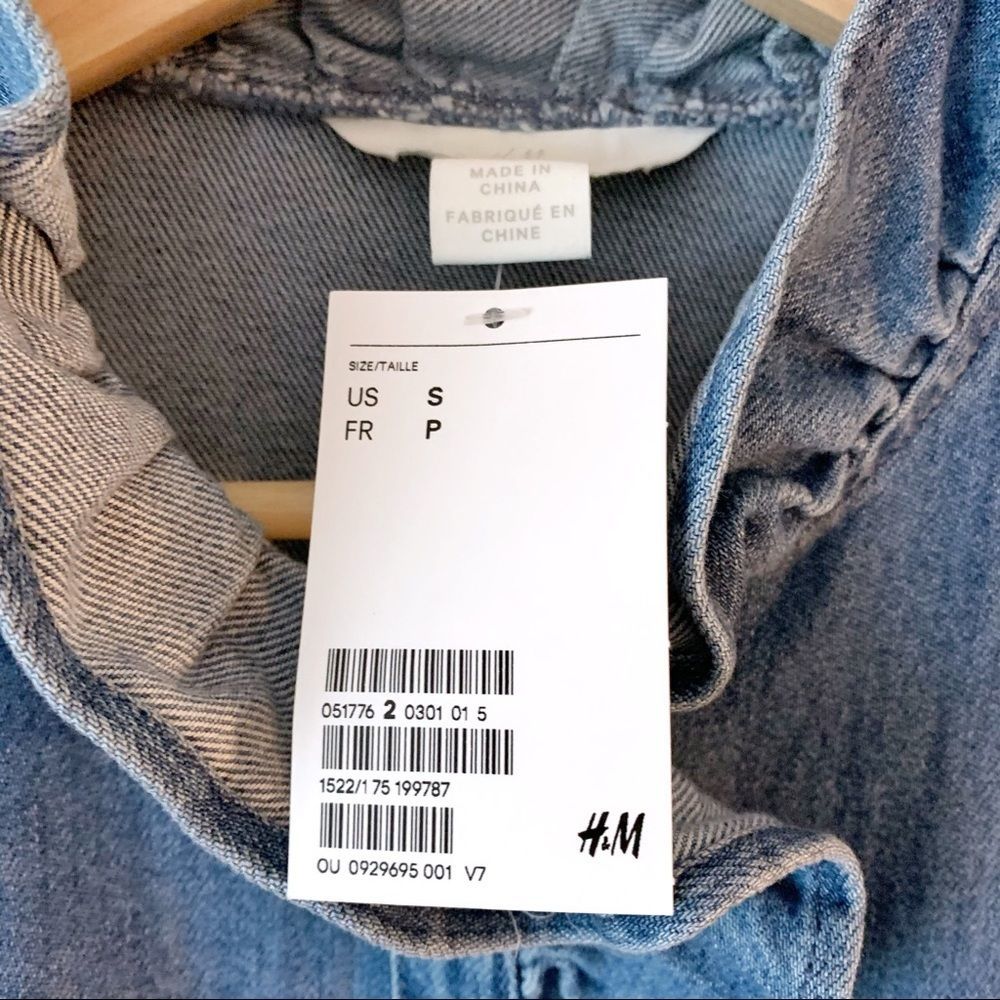 MADE IN
CHINA
FABRIQUÉ EN
CHINE
SIZE/TAILLE
US S
FR P
051776 2 0301 01 5
1522/1 75 199787
OU 0929695 001 V7
H&M